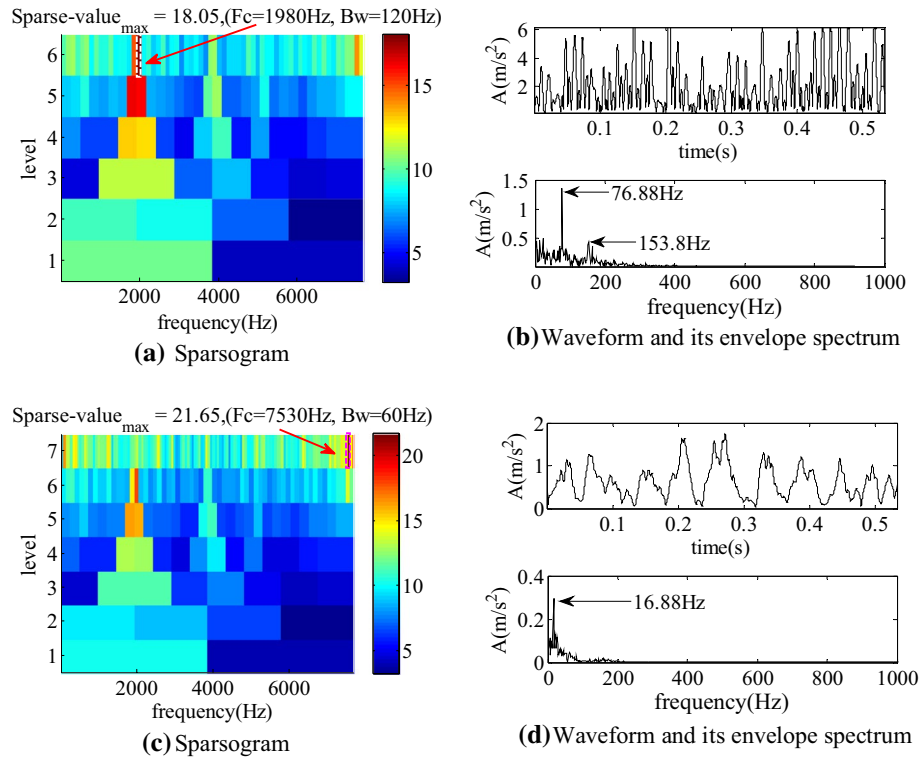 Sparse-value max = 18.05,(Fc=1980Hz, Bw=120Hz)
6
5
4
3
2
1
level
2000 4000 6000
frequency(Hz)
15
10
5
(a) Sparsogram
6
4
2
A(m/s²)
0.1 0.2 0.3 0.4 0.5
time(s)
1.5
1
0.5
A(m/s²)
76.88Hz
153.8Hz
0 200 400 600 800 1000
frequency(Hz)
(b) Waveform and its envelope spectrum
Sparse-value max = 21.65,(Fc=7530Hz, Bw=60Hz)
7
6
5
4
3
2
1
level
2000 4000 6000
frequency(Hz)
20
15
10
5
(c) Sparsogram
2
1
0
A(m/s²)
0.1 0.2 0.3 0.4 0.5
time(s)
0.4
0.2
0
A(m/s²)
16.88Hz
0 200 400 600 800 1000
frequency(Hz)
(d) Waveform and its envelope spectrum